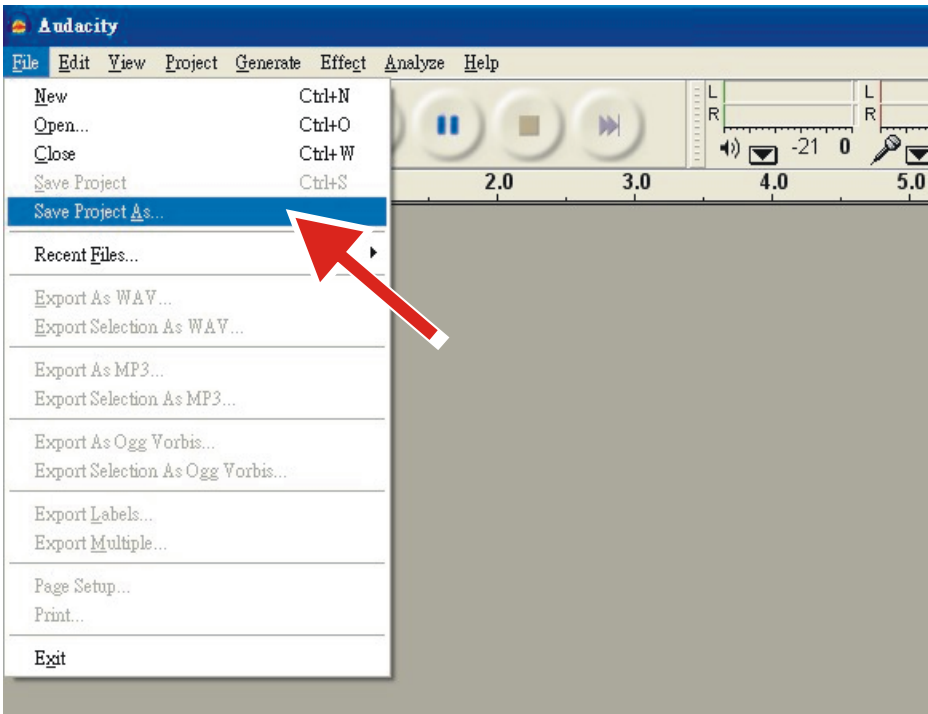 Audacity
File Edit View Project Generate Effect Analyze Help
New Ctrl+N
Open... Ctrl+O
Close Ctrl+W
Save Project Ctrl+S
Save Project As...
Recent Files...
Export As WAV...
Export Selection As WAV...
Export As MP3...
Export Selection As MP3...
Export As Ogg Vorbis...
Export Selection As Ogg Vorbis...
Export Labels...
Export Multiple...
Page Setup...
Print...
Exit
L L
R R
-21 0
2.0 3.0 4.0 5.0